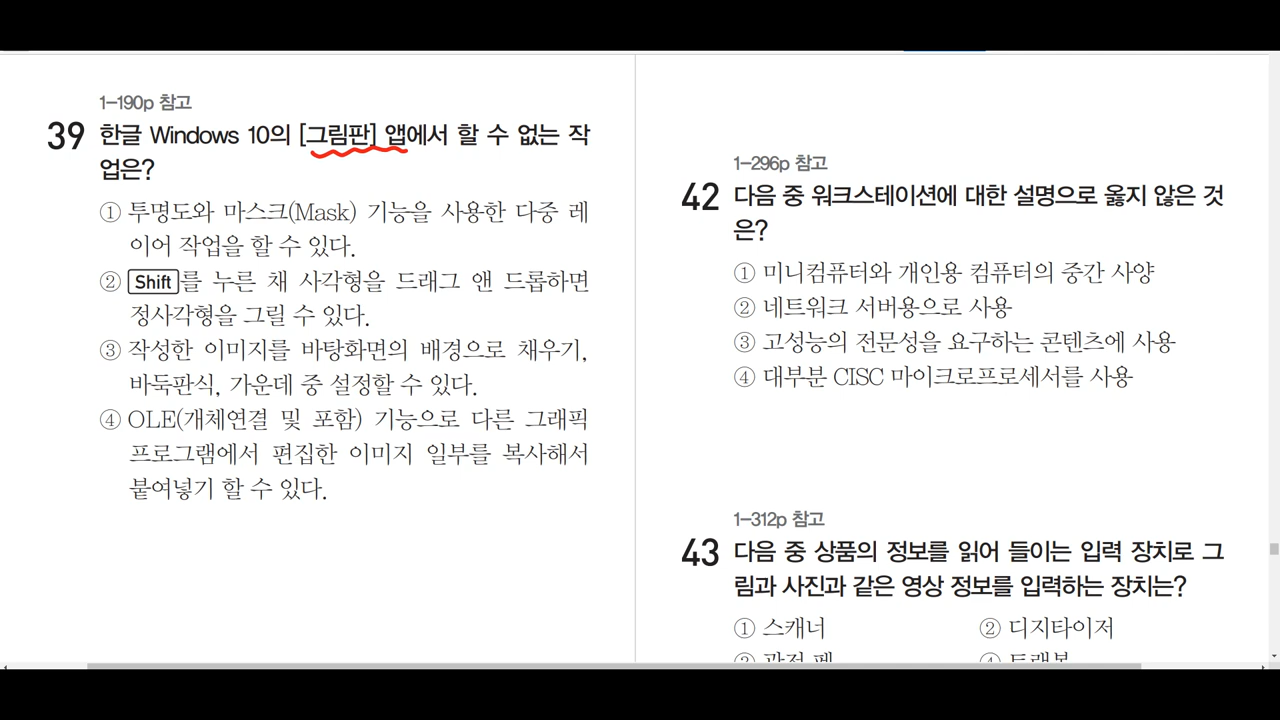 1-190p 참고
39 한글 Windows 10의 [그림판] 앱에서 할 수 없는 작
업은?
① 투명도와 마스크(Mask) 기능을 사용한 다중 레
이어 작업을 할 수 있다.
② Shift를 누른 채 사각형을 드래그 앤 드롭하면
정사각형을 그릴 수 있다.
③ 작성한 이미지를 바탕화면의 배경으로 채우기,
바둑판식, 가운데 중 설정할 수 있다.
④ OLE(개체연결 및 포함) 기능으로 다른 그래픽
프로그램에서 편집한 이미지 일부를 복사해서
붙여넣기 할 수 있다.
1-296p 참고
42 다음 중 워크스테이션에 대한 설명으로 옳지 않은 것
은?
① 미니컴퓨터와 개인용 컴퓨터의 중간 사양
② 네트워크 서버용으로 사용
③ 고성능의 전문성을 요구하는 콘텐츠에 사용
④ 대부분 CISC 마이크로프로세서를 사용
1-312p 참고
43 다음 중 상품의 정보를 읽어 들이는 입력 장치로 그
림과 사진과 같은 영상 정보를 입력하는 장치는?
① 스캐너 ② 디지타이저